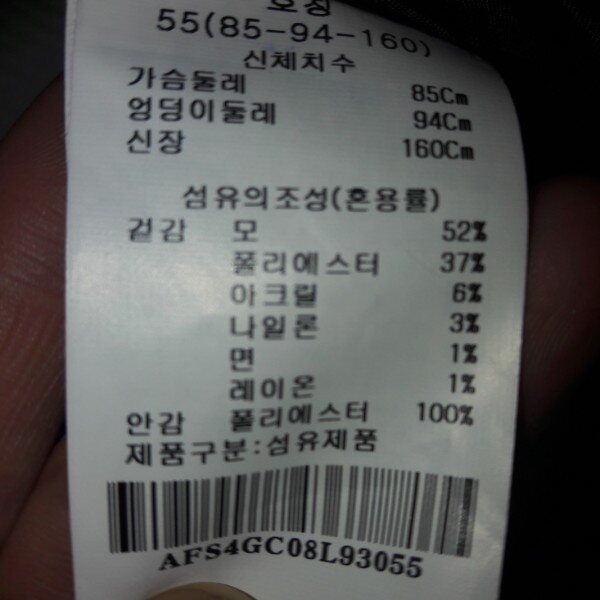 호칭
55(85-94-160)
신체치수
가슴둘레 85Cm
엉덩이둘레 94Cm
신장 160Cm
섬유의조성(혼용률)
겉감 모 52%
폴리에스터 37%
아크릴 6%
나일론 3%
면 1%
레이온 1%
안감 폴리에스터 100%
제품구분:섬유제품
AFS4GC08L93055